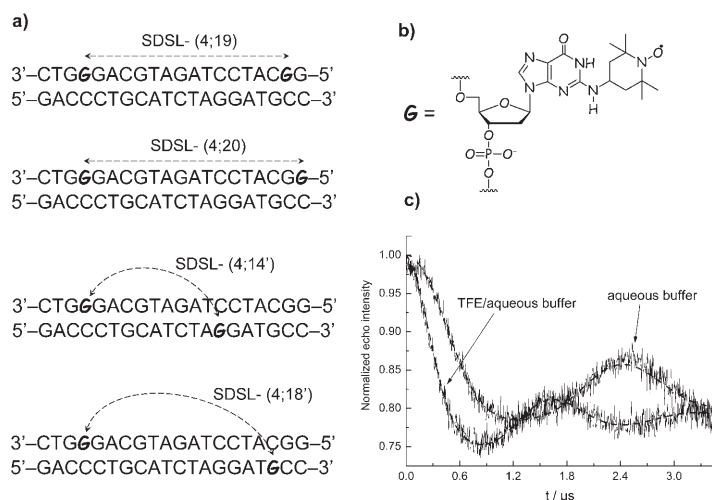 a)
SDSL- (4;19)
3'–CTGGGACGTAGATCCTACGG–5'
5'–GACCCTGCATCTAGGATGCC–3'
SDSL- (4;20)
3'–CTGGGACGTAGATCCTACGG–5'
5'–GACCCTGCATCTAGGATGCC–3'
SDSL- (4;14')
3'–CTGGGACGTAGATCCTACGG–5'
5'–GACCCTGCATCTAGGATGCC–3'
SDSL- (4;18')
3'–CTGGGACGTAGATCCTACGG–5'
5'–GACCCTGCATCTAGGATGCC–3'
b)
G =
O
N
NH
N
N
N
H
N
O•
O
O
O
O=P–O⁻
O
c)
Normalized echo intensity
1.00
0.95
0.90
0.85
0.80
0.75
TFE/aqueous buffer
aqueous buffer
0.0 0.6 1.2 1.8 2.4 3.0
t / µs